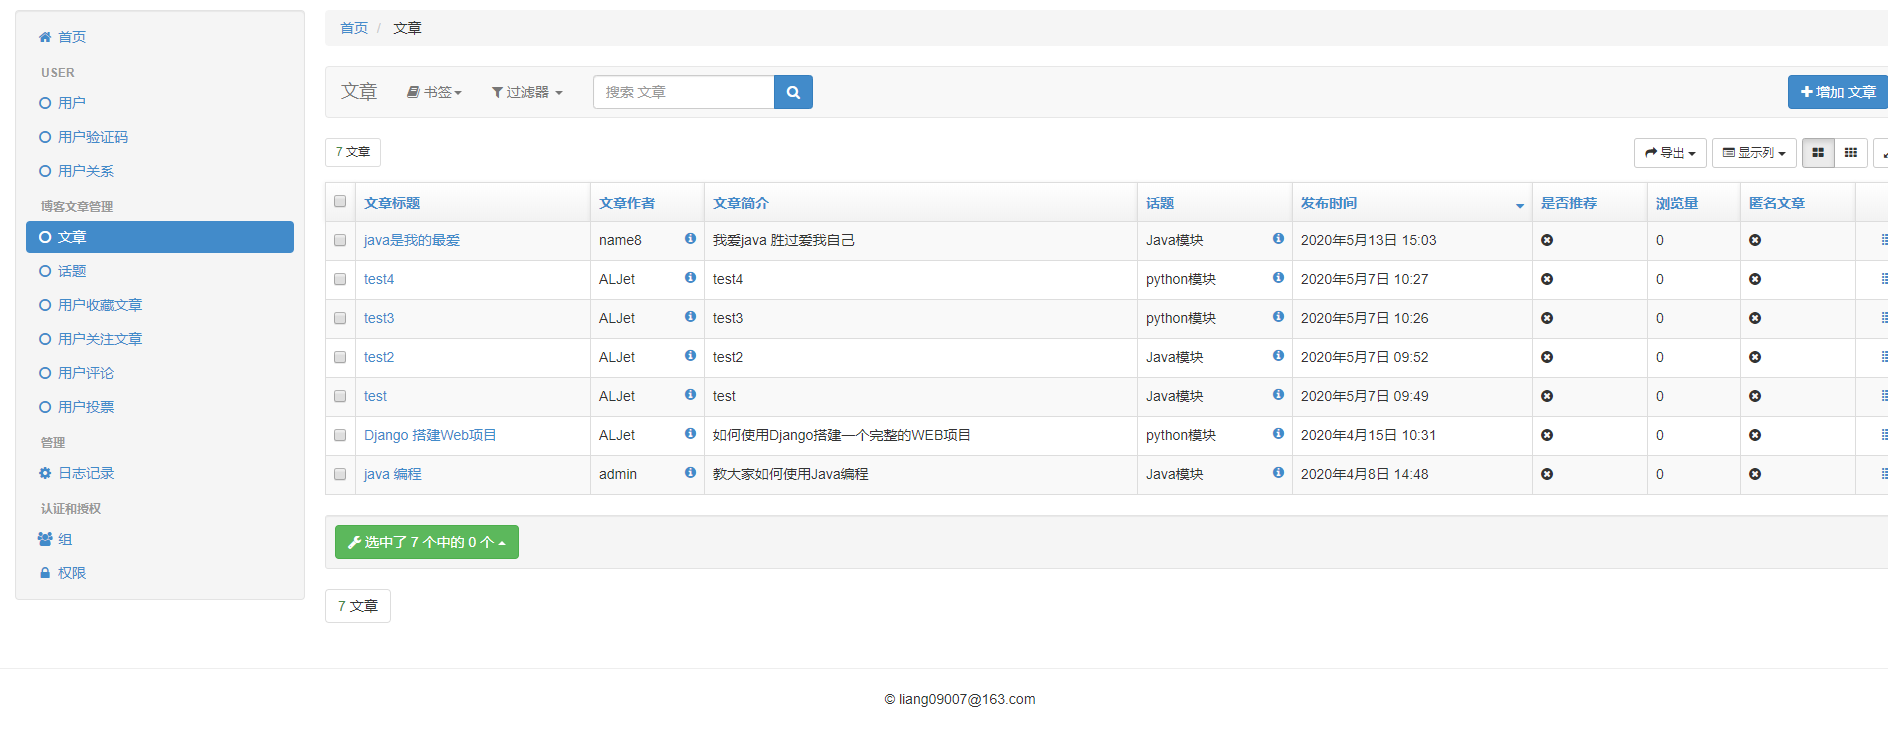 首页
USER
用户
用户验证码
用户关系
博客文章管理
文章
话题
用户收藏文章
用户关注文章
用户评论
用户投票
管理
日志记录
认证和授权
组
权限
首页 / 文章
文章 书签 过滤器 搜索 文章 增加 文章
7 文章 导出 显示列
文章标题 文章作者 文章简介 话题 发布时间 是否推荐 浏览量 匿名文章
java是我的最爱 name8 我爱java 胜过爱我自己 Java模块 2020年5月13日 15:03 0
test4 ALJet test4 python模块 2020年5月7日 10:27 0
test3 ALJet test3 python模块 2020年5月7日 10:26 0
test2 ALJet test2 Java模块 2020年5月7日 09:52 0
test ALJet test Java模块 2020年5月7日 09:49 0
Django 搭建Web项目 ALJet 如何使用Django搭建一个完整的WEB项目 python模块 2020年4月15日 10:31 0
java 编程 admin 教大家如何使用Java编程 Java模块 2020年4月8日 14:48 0
选中了 7 个中的 0 个
7 文章
© liang09007@163.com